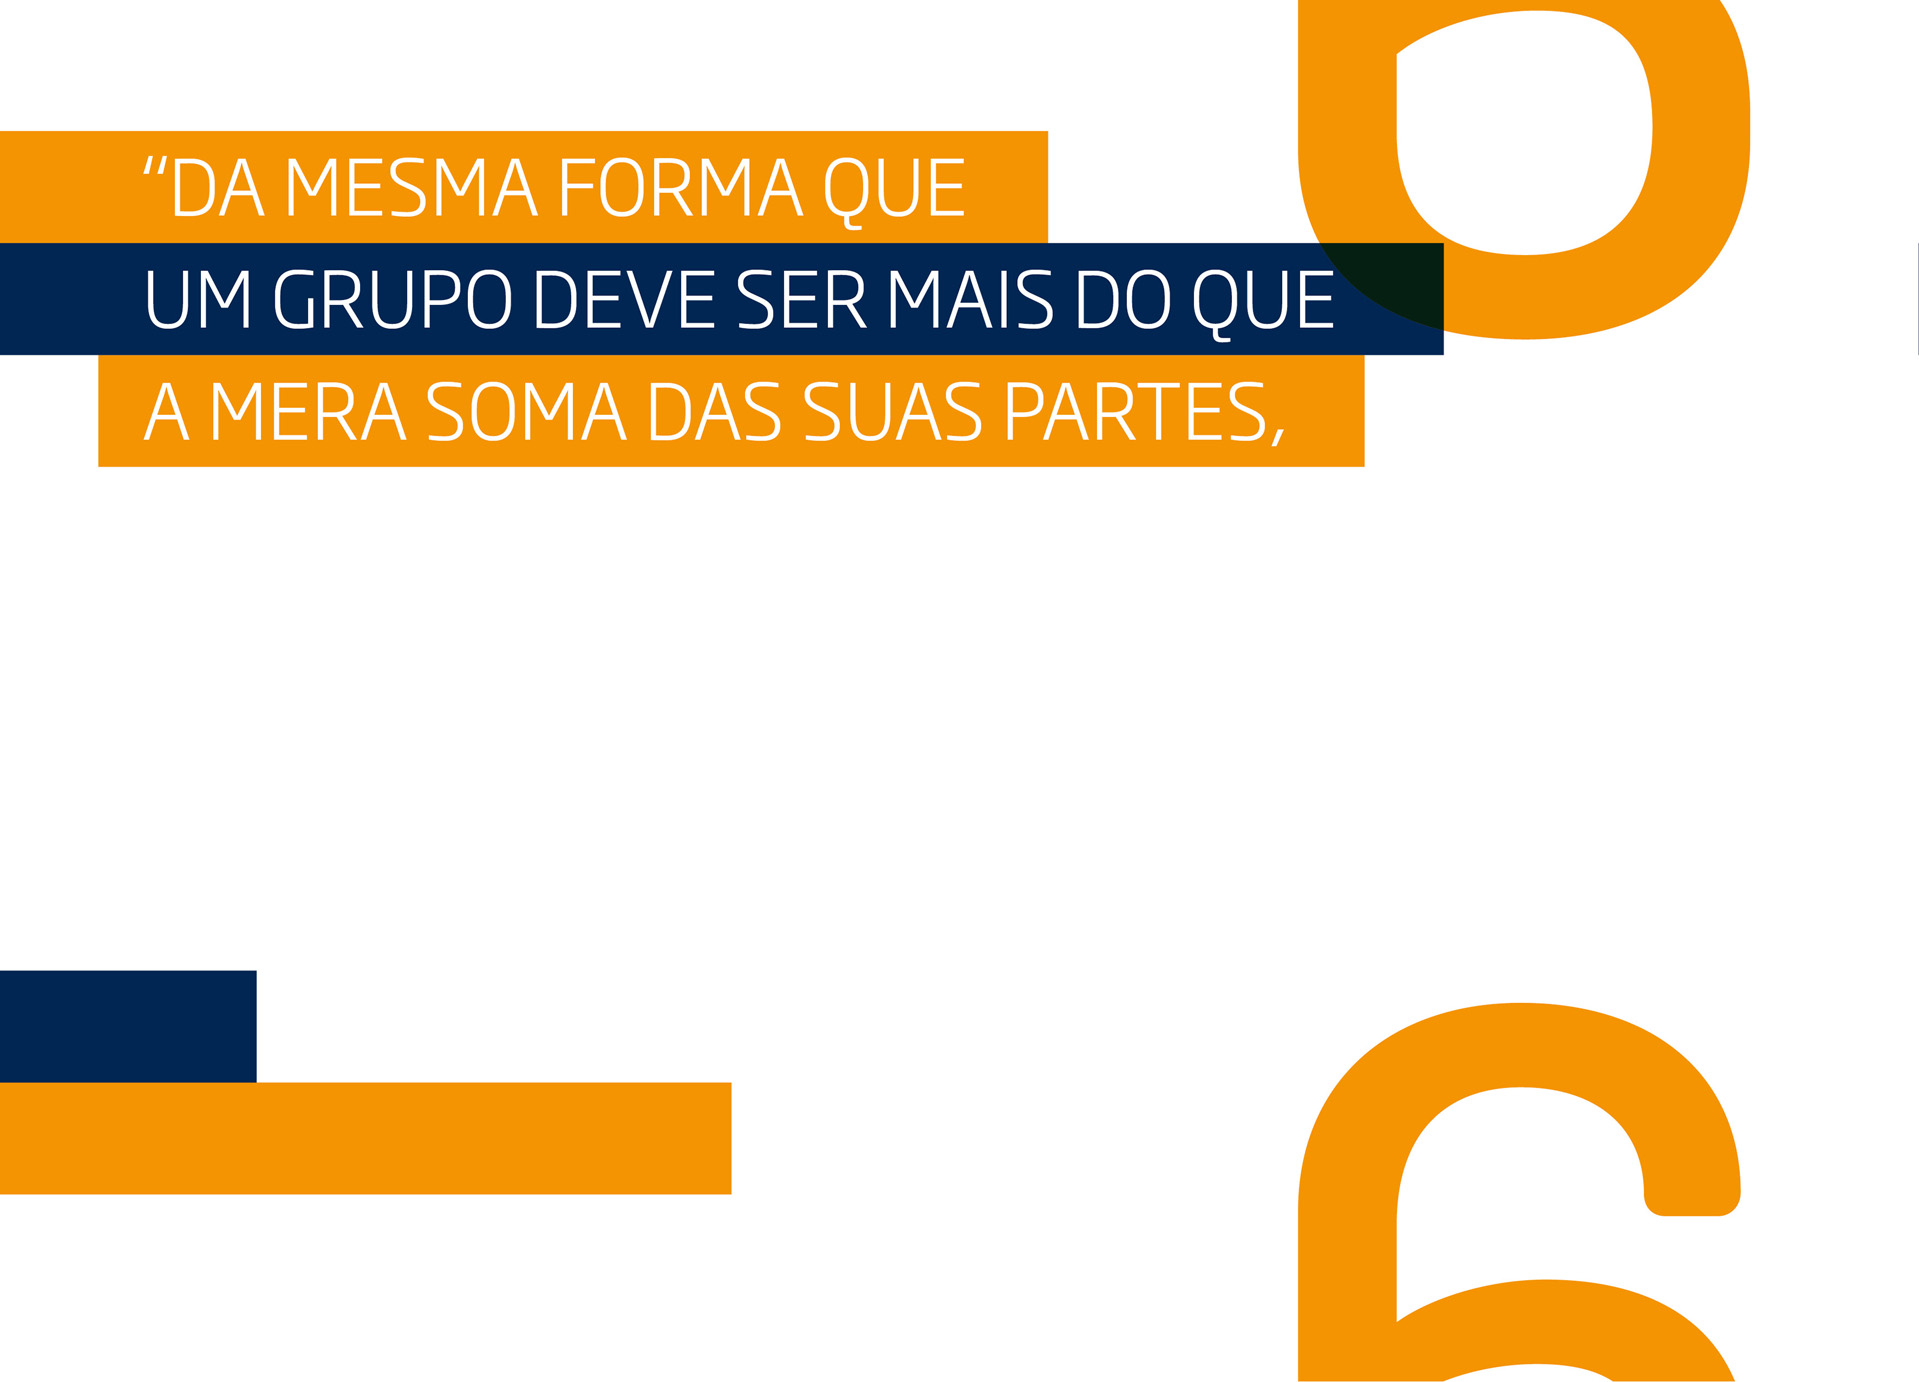 “DA MESMA FORMA QUE
UM GRUPO DEVE SER MAIS DO QUE
A MERA SOMA DAS SUAS PARTES,